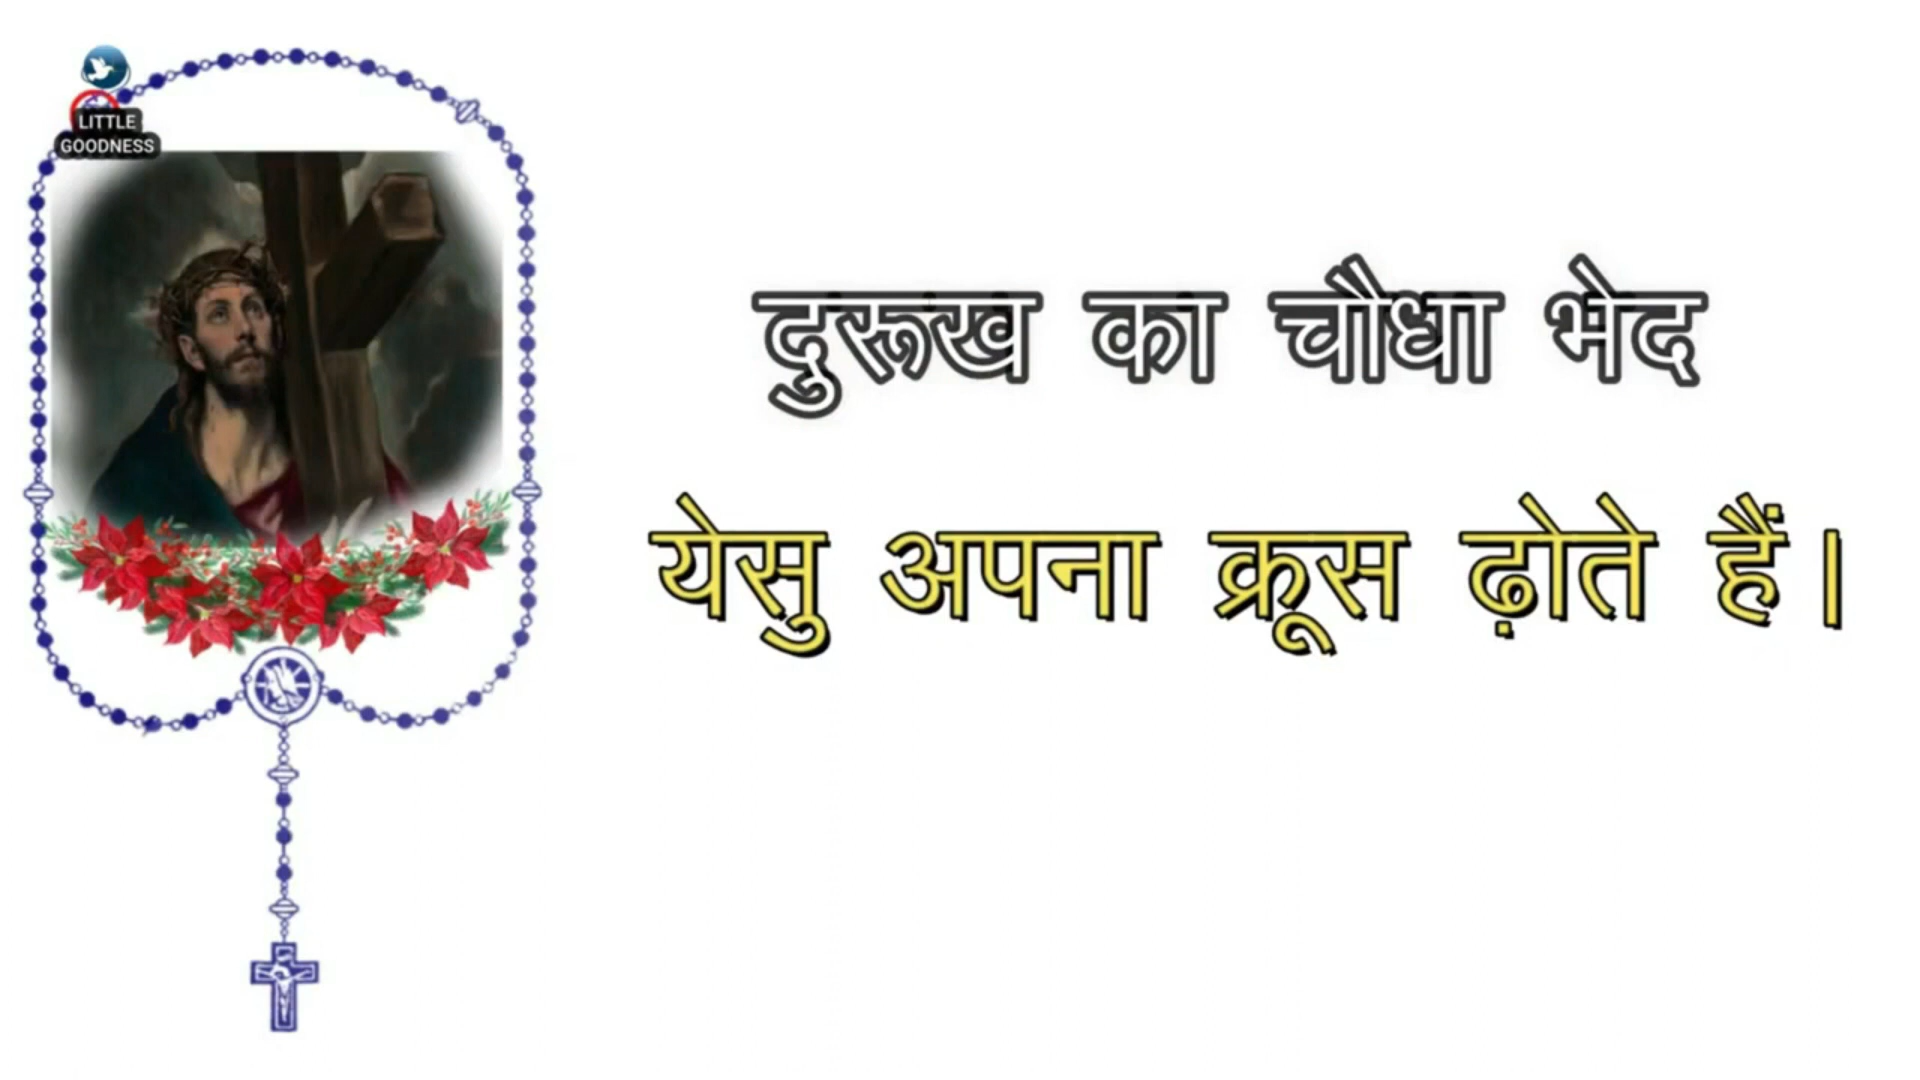 LITTLE
GOODNESS
दुरूख का चौधा भेद
येसु अपना क्रूस ढ़ोते हैं।